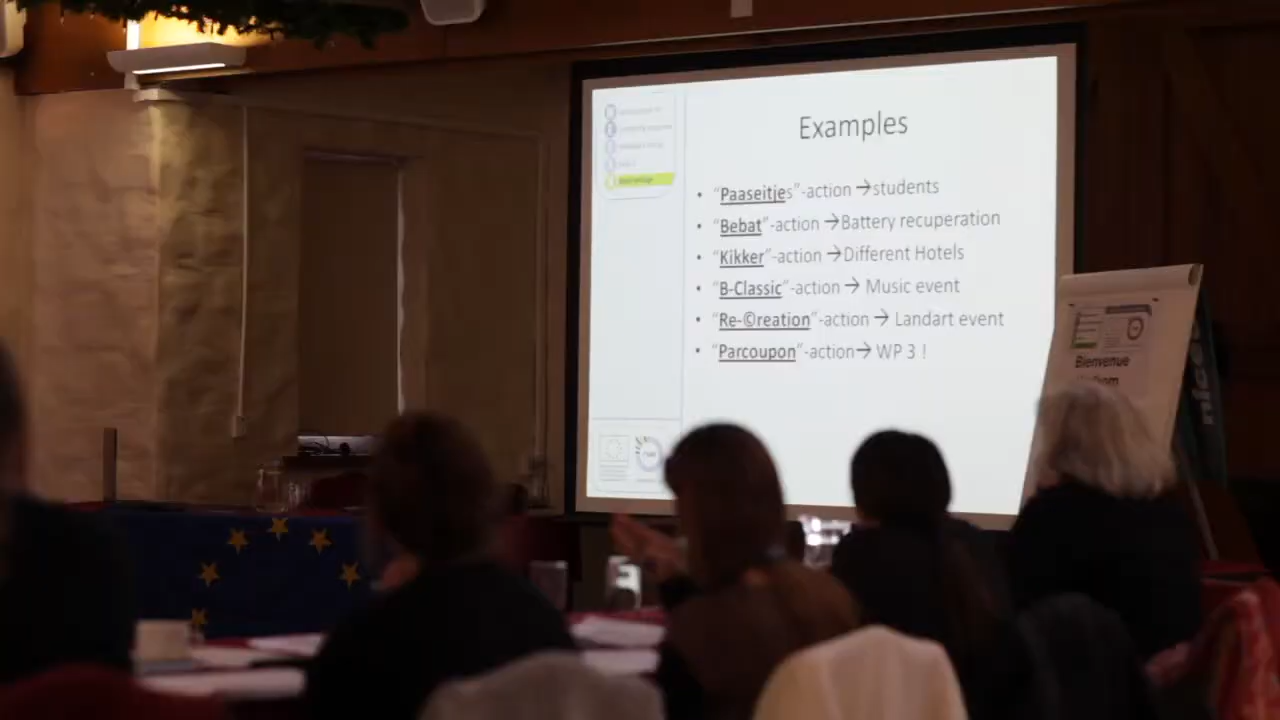 Examples
• "Paaseitjes"-action →students
• "Bebat"-action →Battery recuperation
• "Kikker"-action →Different Hotels
• "B-Classic"-action → Music event
• "Re-©reation"-action → Landart event
• "Parcoupon"-action→ WP 3 !
Bienvenue